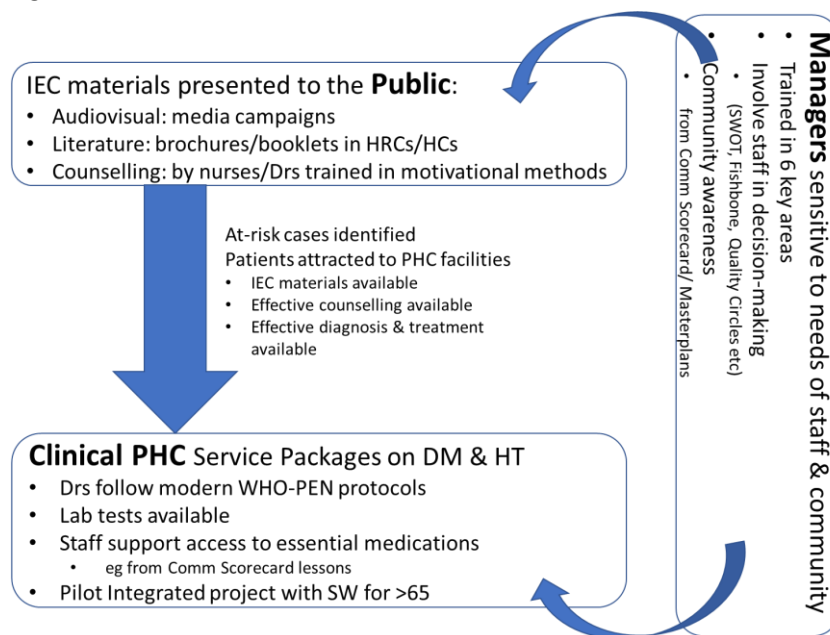 IEC materials presented to the Public:
• Audiovisual: media campaigns
• Literature: brochures/booklets in HRCs/HCs
• Counselling: by nurses/Drs trained in motivational methods
At-risk cases identified
Patients attracted to PHC facilities
• IEC materials available
• Effective counselling available
• Effective diagnosis & treatment
available
Clinical PHC Service Packages on DM & HT
• Drs follow modern WHO-PEN protocols
• Lab tests available
• Staff support access to essential medications
• eg from Comm Scorecard lessons
• Pilot Integrated project with SW for >65
Managers sensitive to needs of staff & community
• Trained in 6 key areas
• Involve staff in decision-making
• (SWOT, Fishbone, Quality Circles etc)
• Community awareness
• from Comm Scorecard/ Masterplans